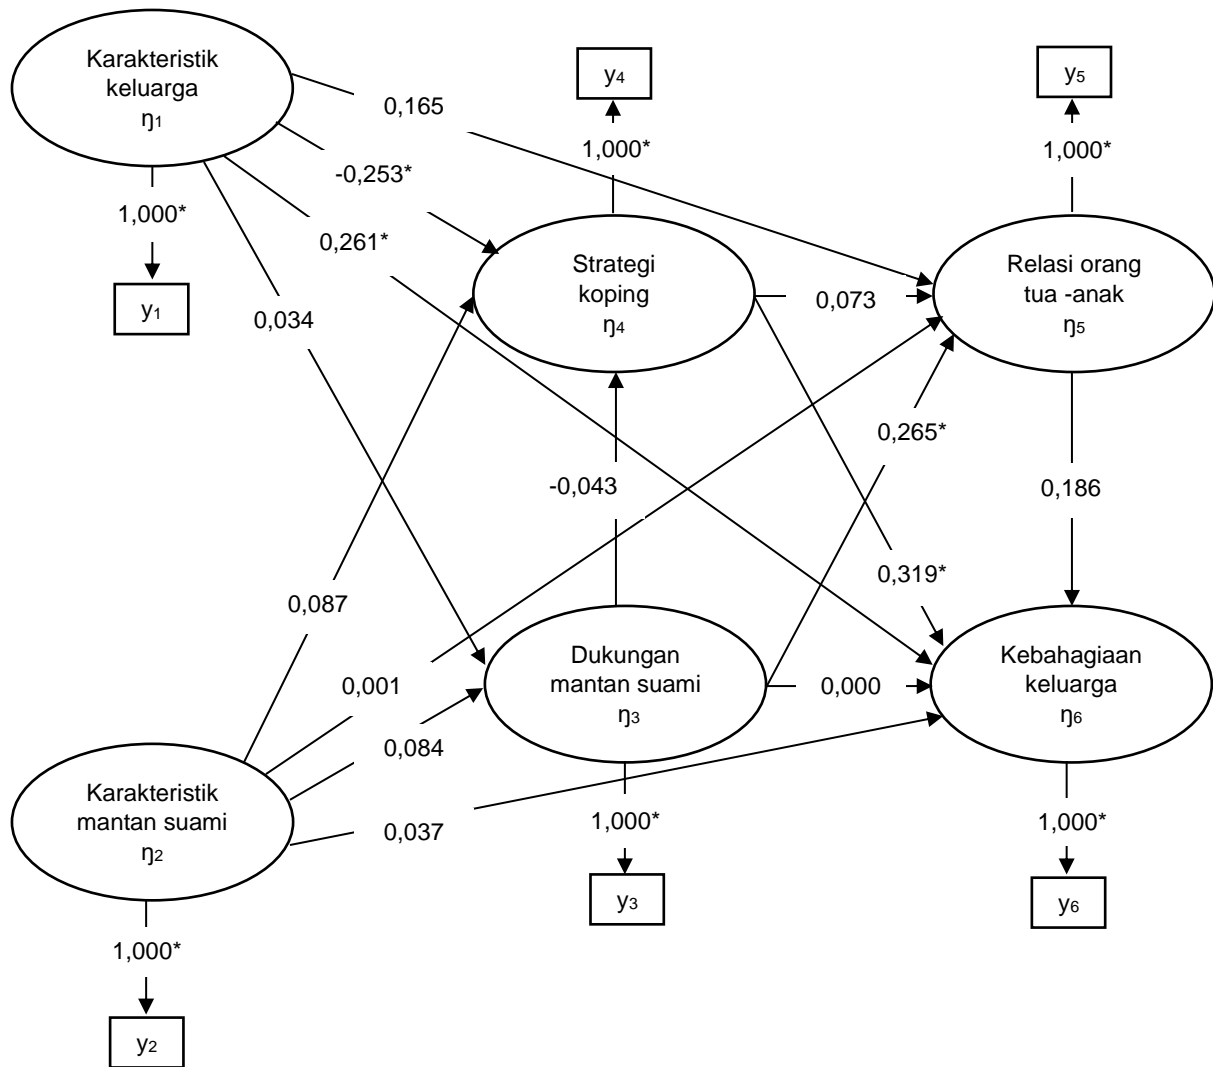 Karakteristik
keluarga
η1
y4
y5
0,165
1,000*
1,000*
-0,253*
1,000*
0,261*
Strategi
koping
η4
Relasi orang
tua -anak
η5
y1
0,034
0,073
0,265*
-0,043
0,186
0,319*
0,087
Dukungan
mantan suami
η3
Kebahagiaan
keluarga
η6
0,001
0,000
0,084
Karakteristik
mantan suami
η2
0,037
1,000*
1,000*
y3
y6
1,000*
y2